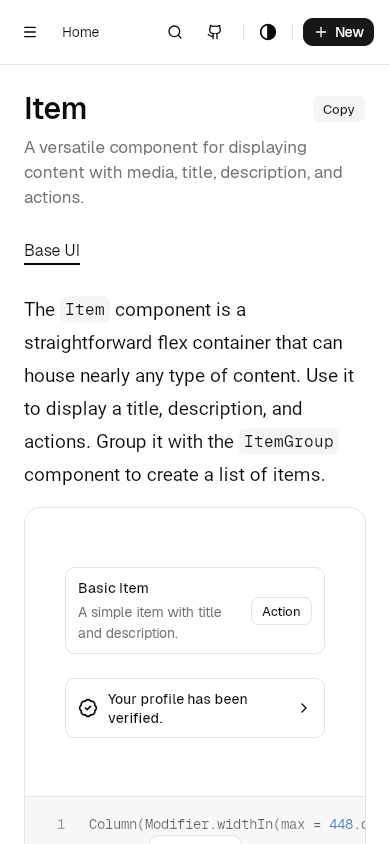 Home
New
Item
Copy
A versatile component for displaying
content with media, title, description, and
actions.
Base UI
The Item component is a
straightforward flex container that can
house nearly any type of content. Use it
to display a title, description, and
actions. Group it with the ItemGroup
component to create a list of items.
Basic Item
A simple item with title
and description.
Action
Your profile has been
verified.
1 Column(Modifier.widthIn(max = 448.